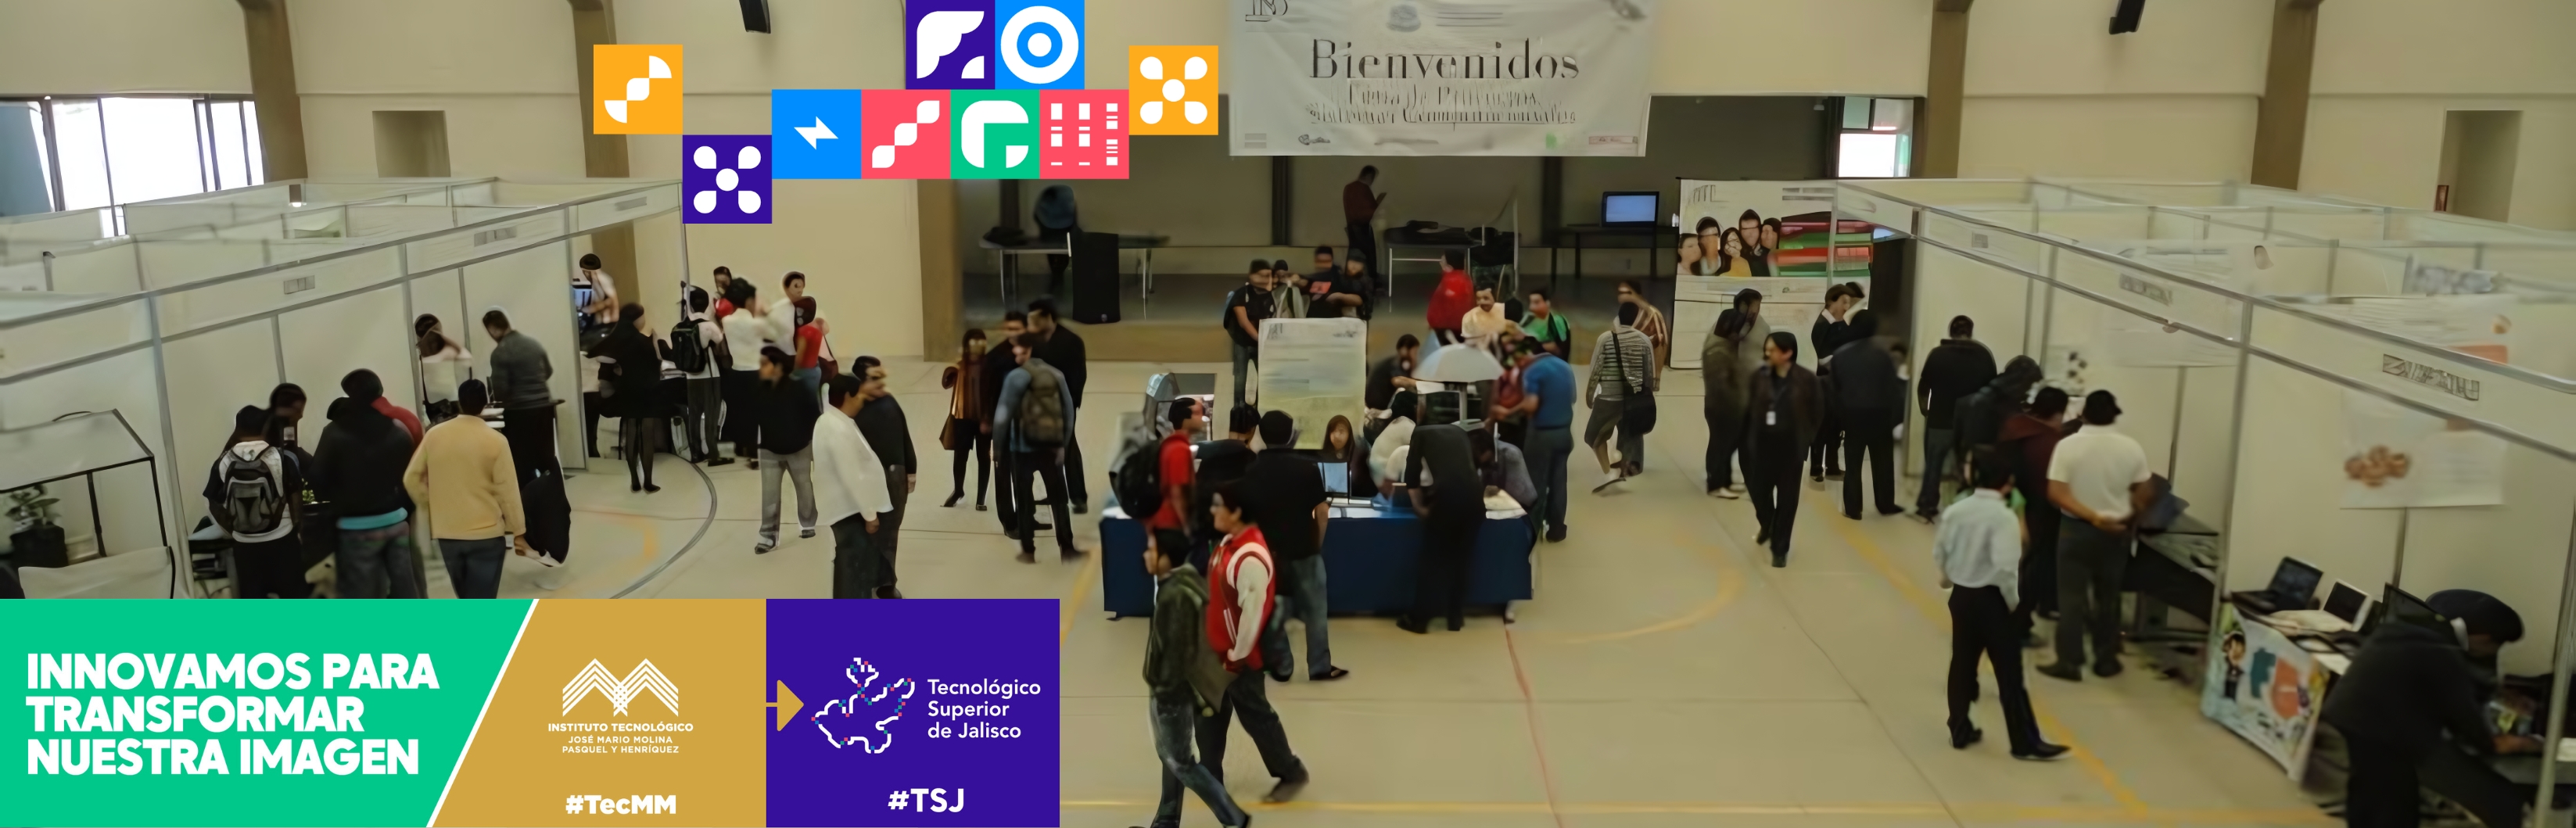 Bienvenidos
INNOVAMOS PARA
TRANSFORMAR
NUESTRA IMAGEN
INSTITUTO TECNOLÓGICO
JOSÉ MARIO MOLINA
PASQUEL Y HENRÍQUEZ
#TecMM
Tecnológico
Superior
de Jalisco
#TSJ